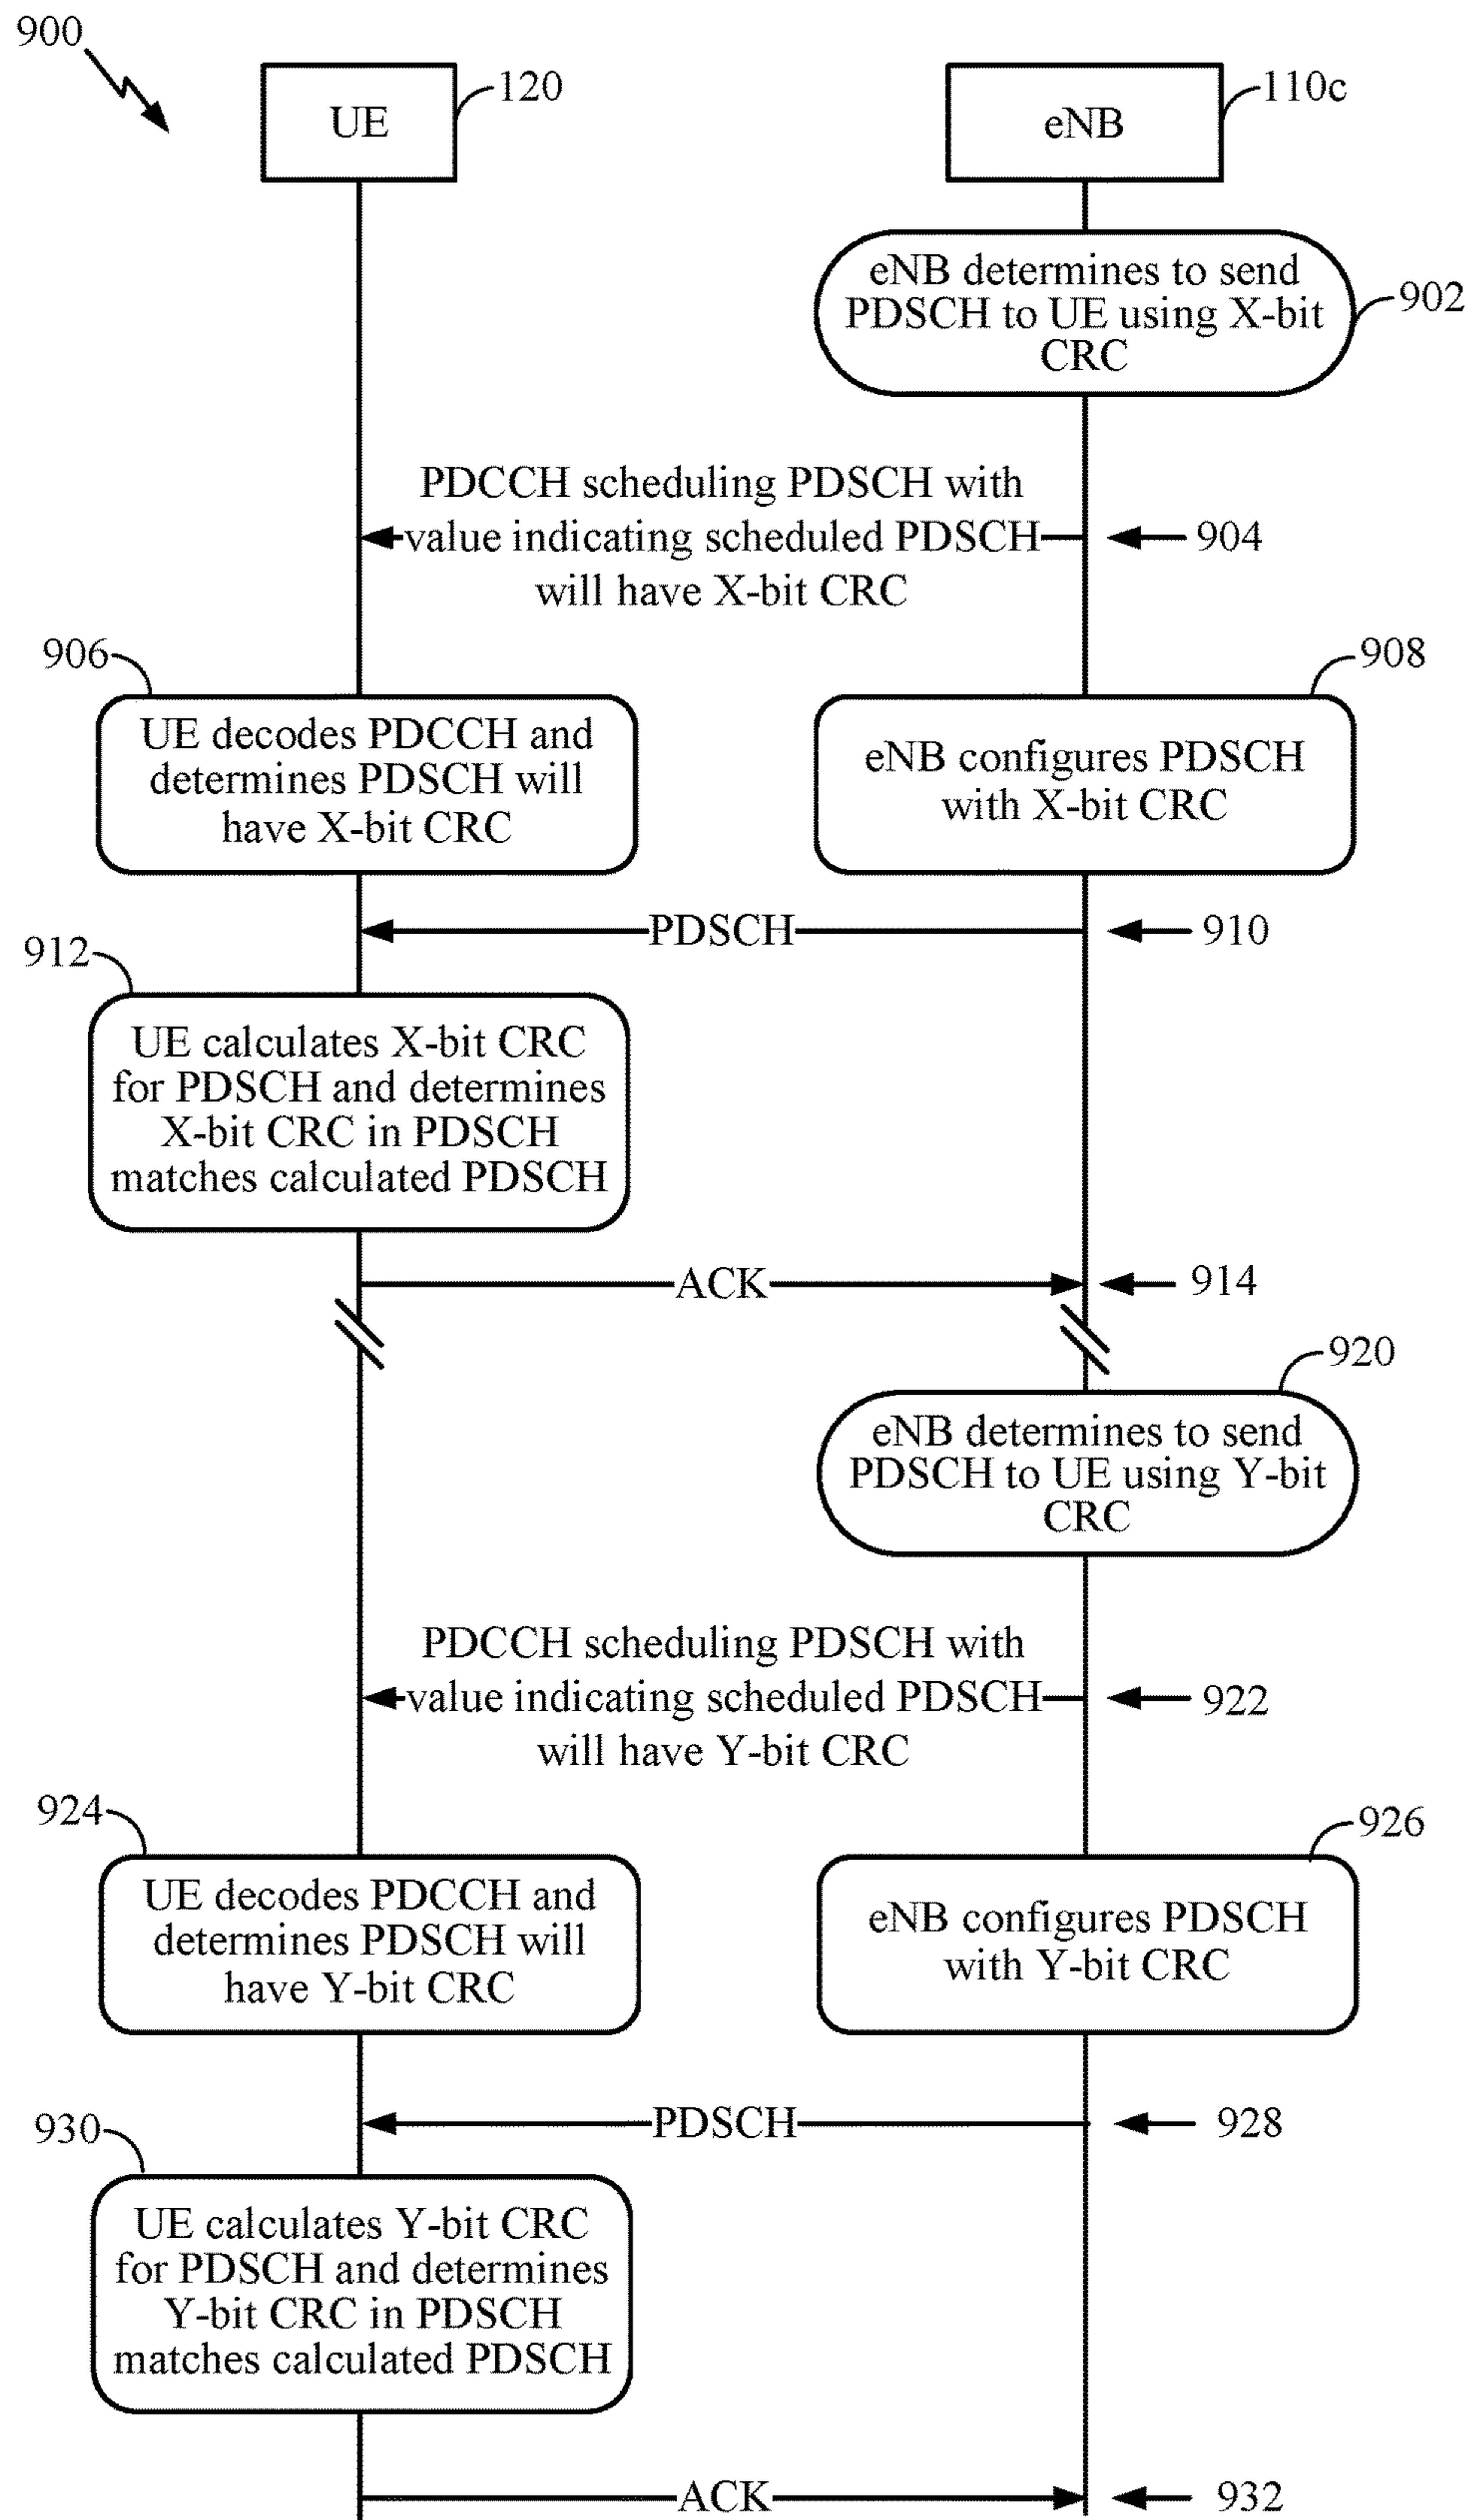 900
UE
120
eNB
110c
eNB determines to send
PDSCH to UE using X-bit
CRC
902
PDCCH scheduling PDSCH with
value indicating scheduled PDSCH
will have X-bit CRC
904
906
UE decodes PDCCH and
determines PDSCH will
have X-bit CRC
908
eNB configures PDSCH
with X-bit CRC
PDSCH
910
912
UE calculates X-bit CRC
for PDSCH and determines
X-bit CRC in PDSCH
matches calculated PDSCH
ACK
914
920
eNB determines to send
PDSCH to UE using Y-bit
CRC
PDCCH scheduling PDSCH with
value indicating scheduled PDSCH
will have Y-bit CRC
922
924
UE decodes PDCCH and
determines PDSCH will
have Y-bit CRC
926
eNB configures PDSCH
with Y-bit CRC
PDSCH
928
930
UE calculates Y-bit CRC
for PDSCH and determines
Y-bit CRC in PDSCH
matches calculated PDSCH
ACK
932